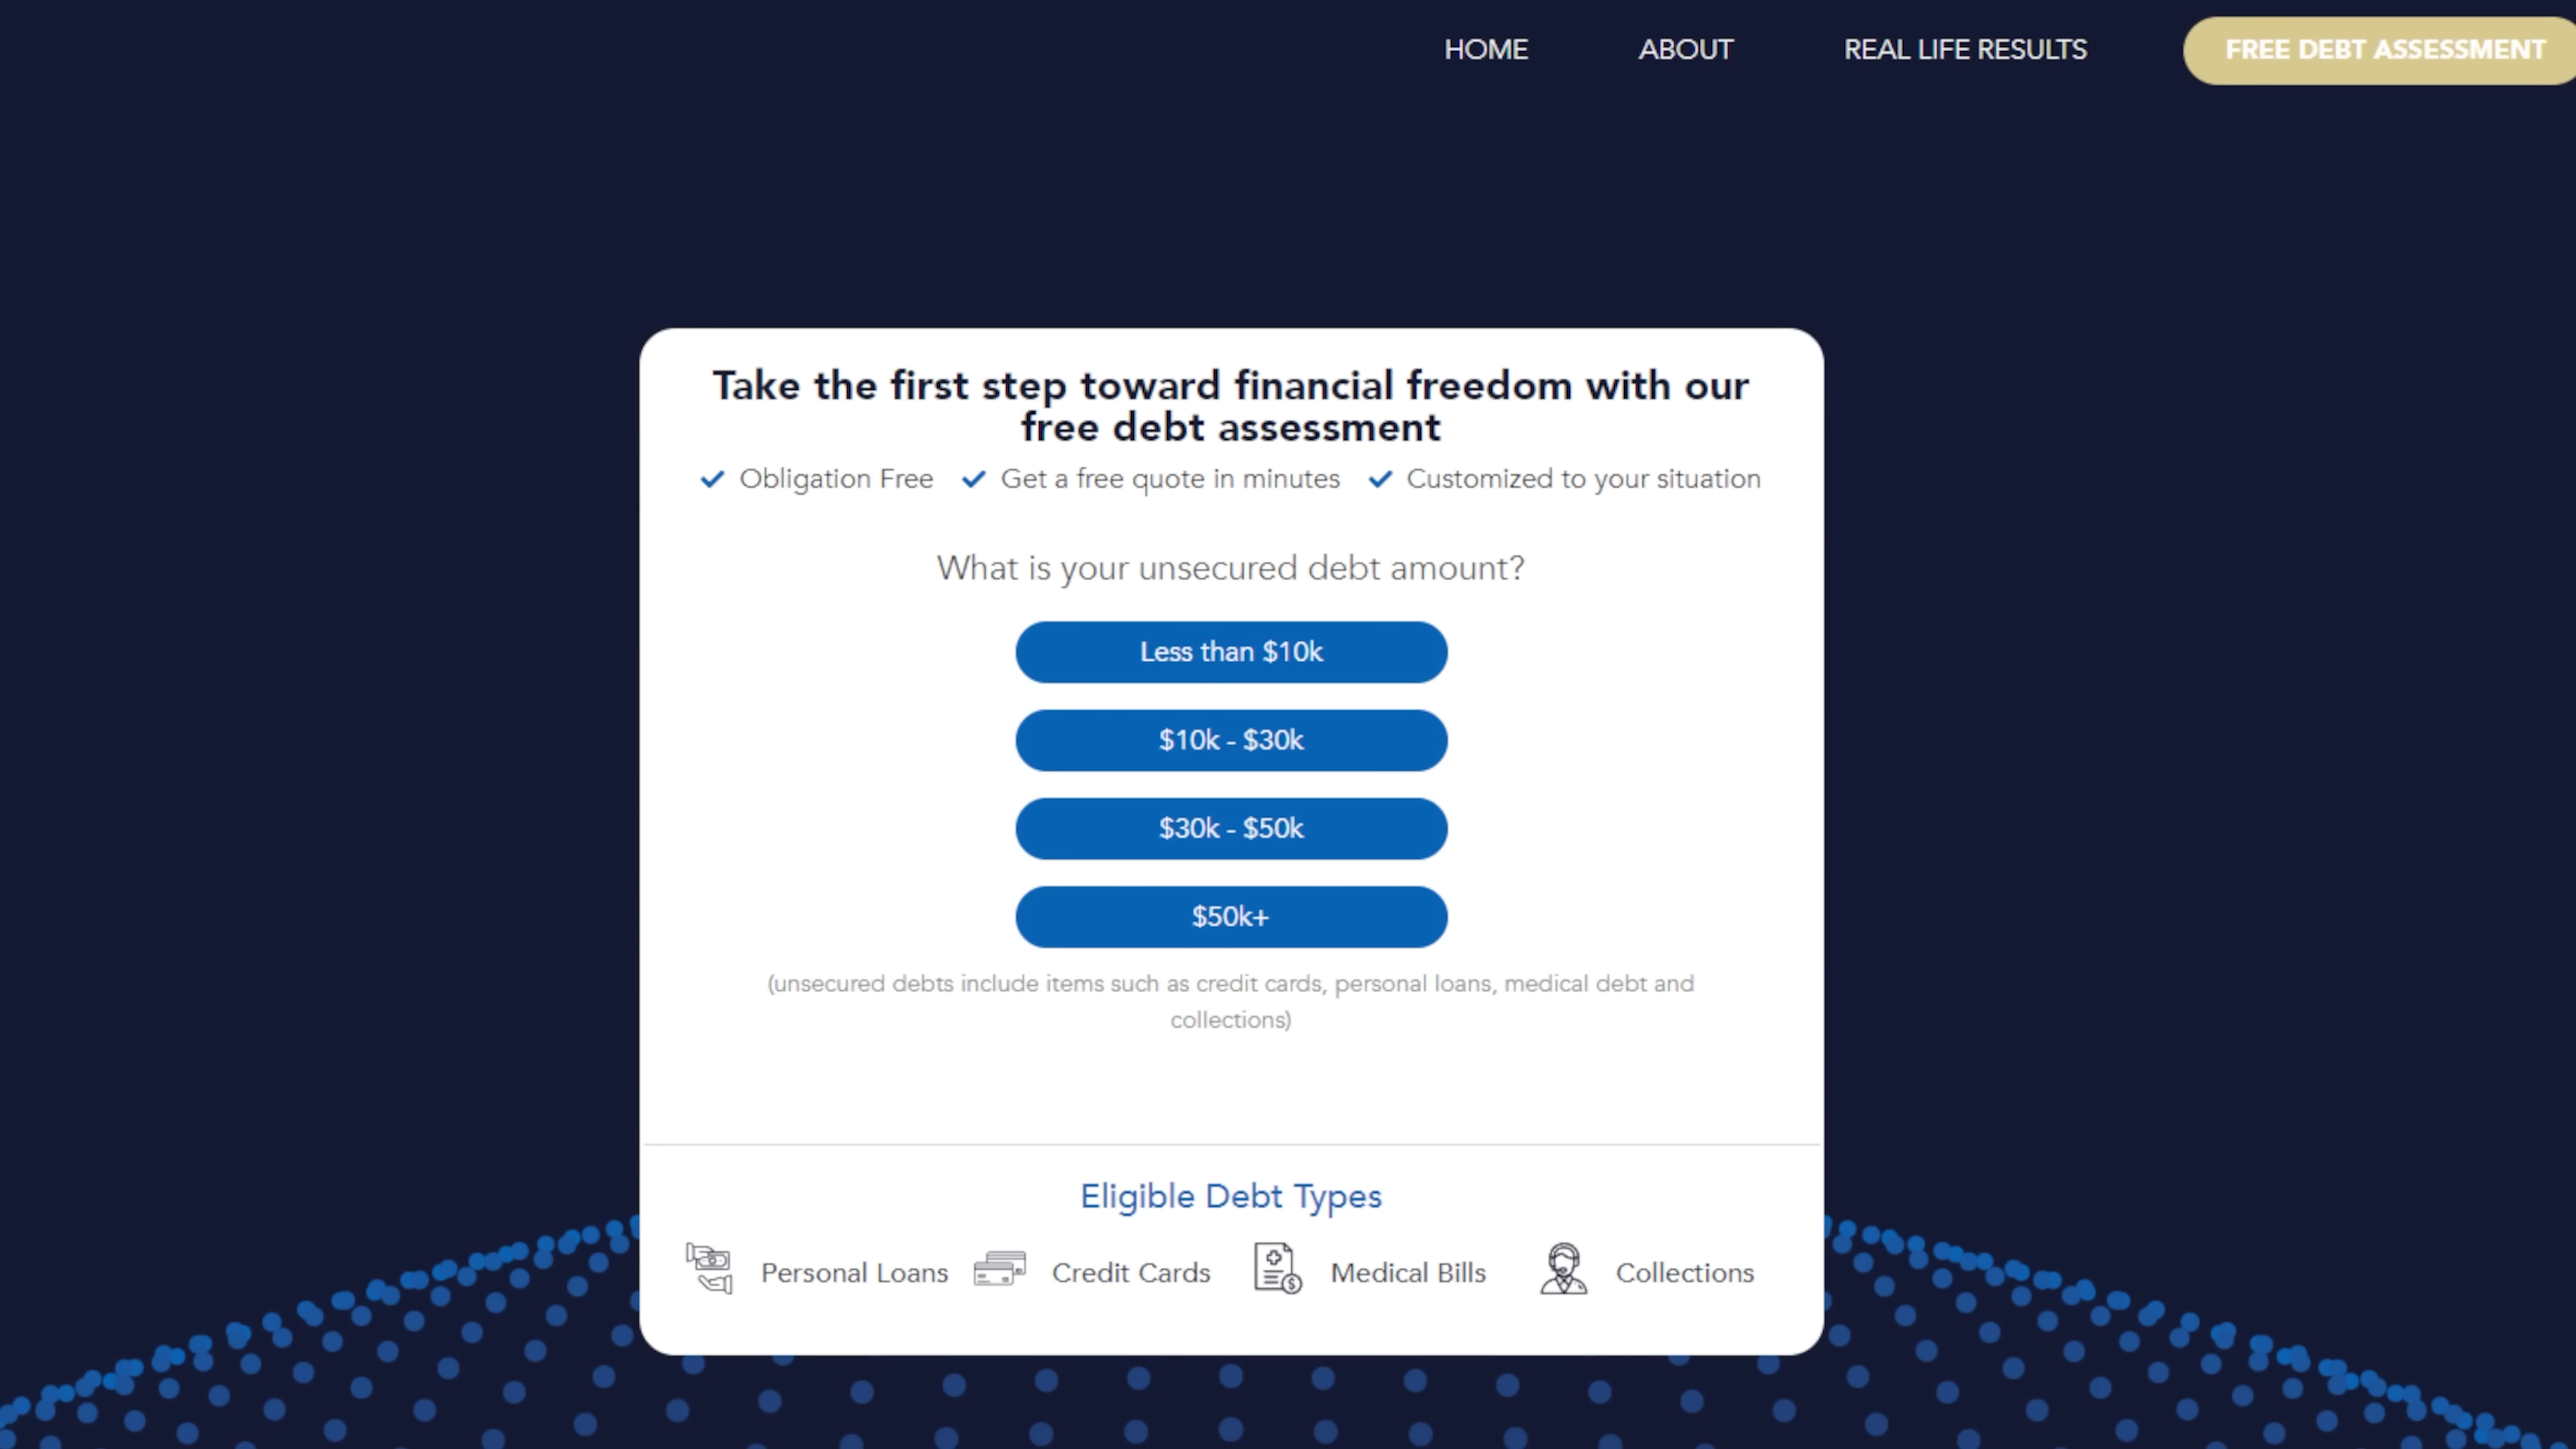 HOME
ABOUT
REAL LIFE RESULTS
FREE DEBT ASSESSMENT
Take the first step toward financial freedom with our
free debt assessment
Obligation Free
Get a free quote in minutes
Customized to your situation
What is your unsecured debt amount?
Less than $10k
$10k - $30k
$30k - $50k
$50k+
(unsecured debts include items such as credit cards, personal loans, medical debt and
collections)
Eligible Debt Types
Personal Loans
Credit Cards
Medical Bills
Collections